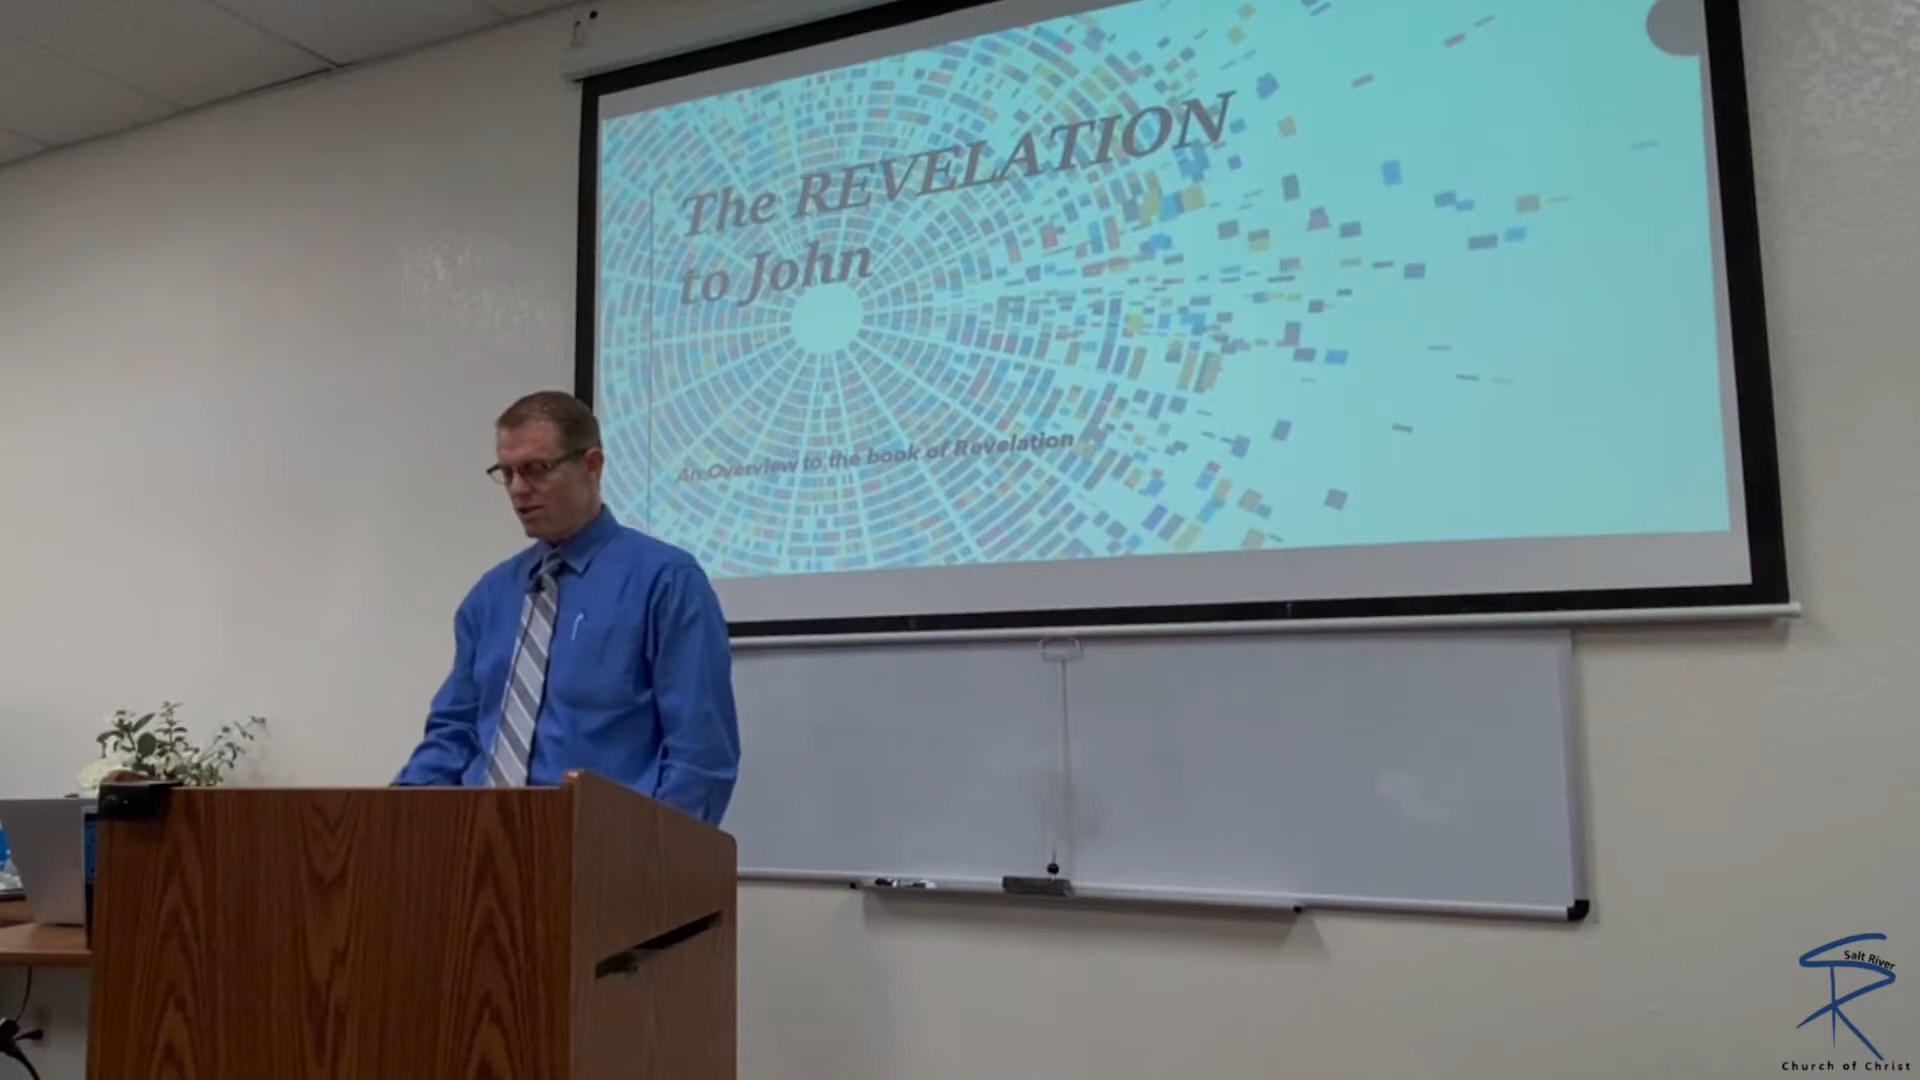 The REVELATION
to John
An Overview to the book of Revelation
Salt River
Church of Christ